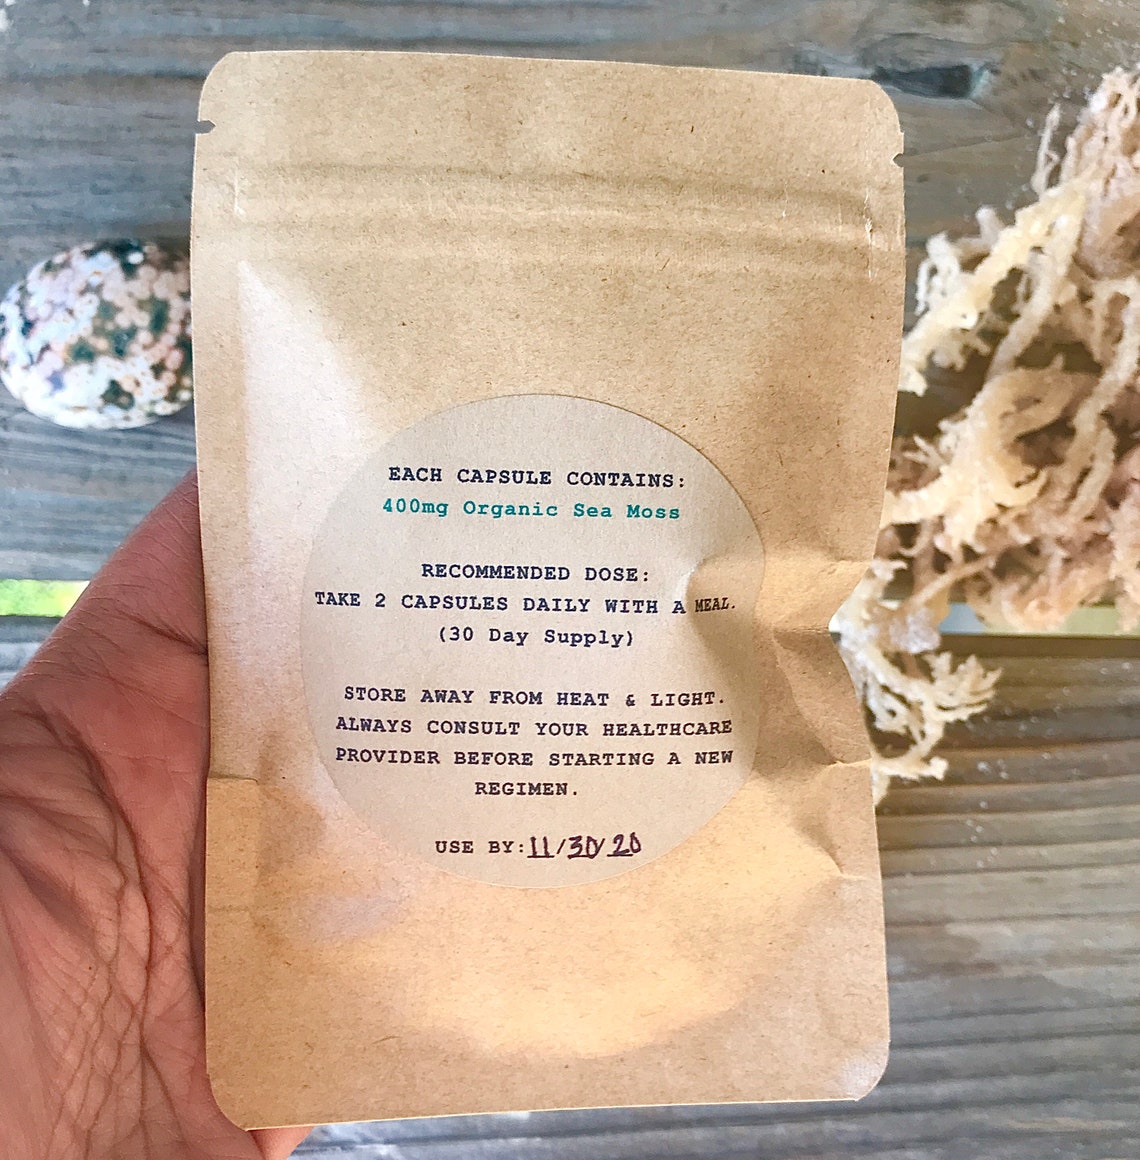 EACH CAPSULE CONTAINS:
400mg Organic Sea Moss
RECOMMENDED DOSE:
TAKE 2 CAPSULES DAILY WITH A MEAL.
(30 Day Supply)
STORE AWAY FROM HEAT & LIGHT.
ALWAYS CONSULT YOUR HEALTHCARE
PROVIDER BEFORE STARTING A NEW
REGIMEN.
USE BY: 11/30/20